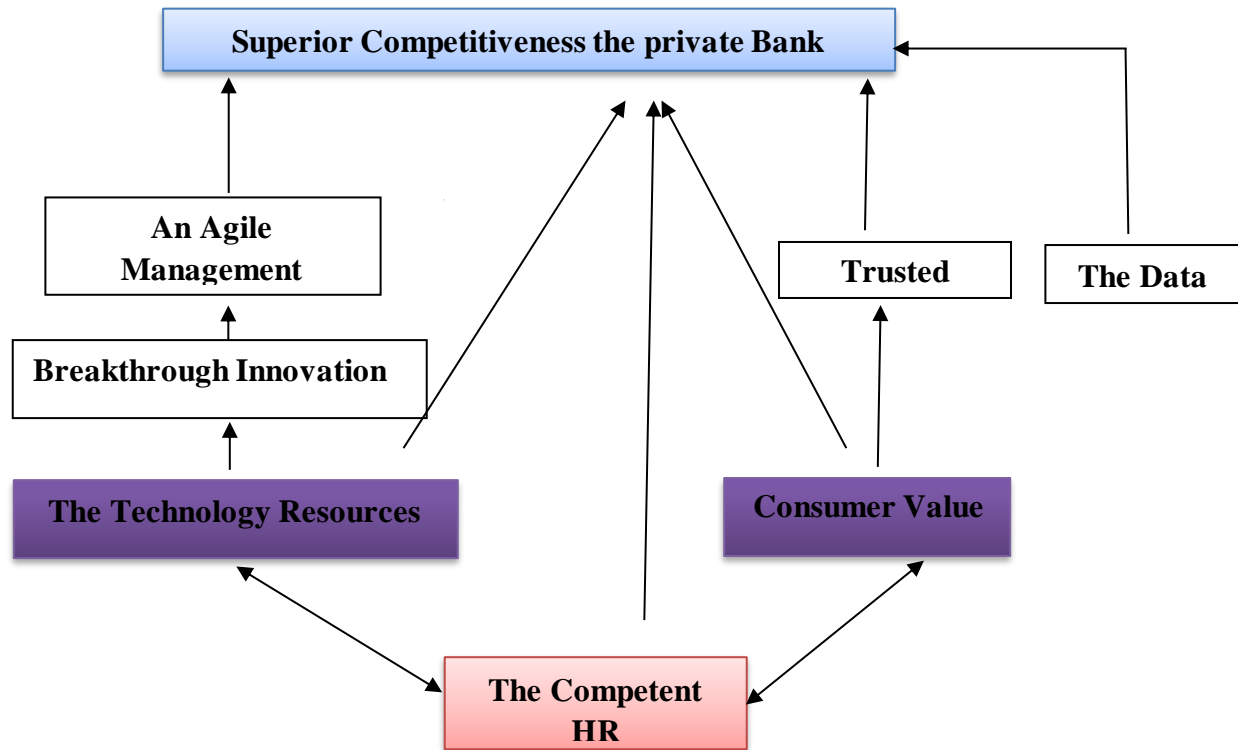 Superior Competitiveness the private Bank
An Agile
Management
Trusted
The Data
Breakthrough Innovation
The Technology Resources
Consumer Value
The Competent
HR